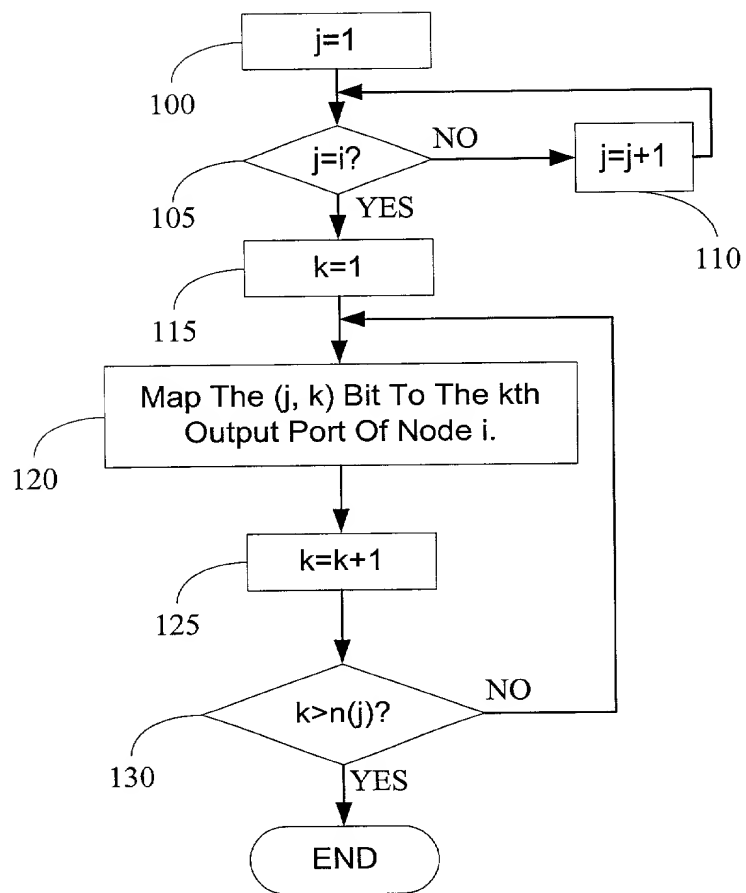 j=1
100
j=i?
NO
j=j+1
105
YES
110
k=1
115
Map The (j, k) Bit To The kth
Output Port Of Node i.
120
k=k+1
125
k>n(j)?
NO
130
YES
END